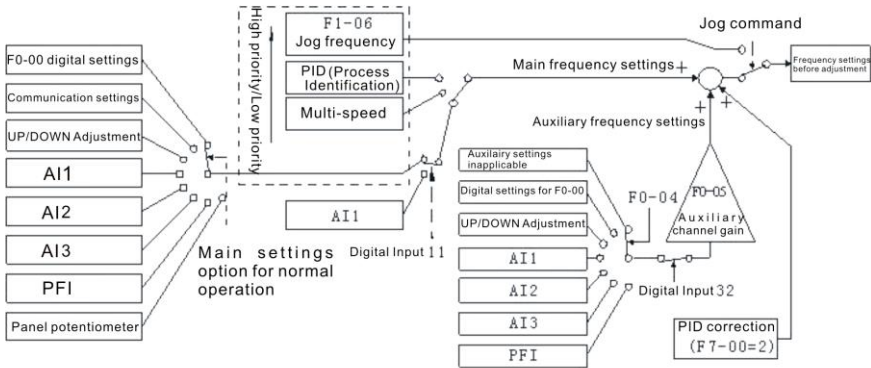 F0-00 digital settings
Communication settings
UP/DOWN Adjustment
AI1
AI2
AI3
PFI
Panel potentiometer
Main settings
option for normal
operation
High priority/Low priority
F1-06
Jog frequency
PID (Process
Identification)
Multi-speed
AI1
Digital Input 11
Main frequency settings
+
Jog command
Frequency settings
before adjustment
+
+
Auxiliary frequency settings
Auxilairy settings
inapplicable
Digital settings for F0-00
UP/DOWN Adjustment
AI1
AI2
AI3
PFI
F0-04
F0-05
Auxiliary
channel gain
Digital Input 32
PID correction
(F7-00=2)